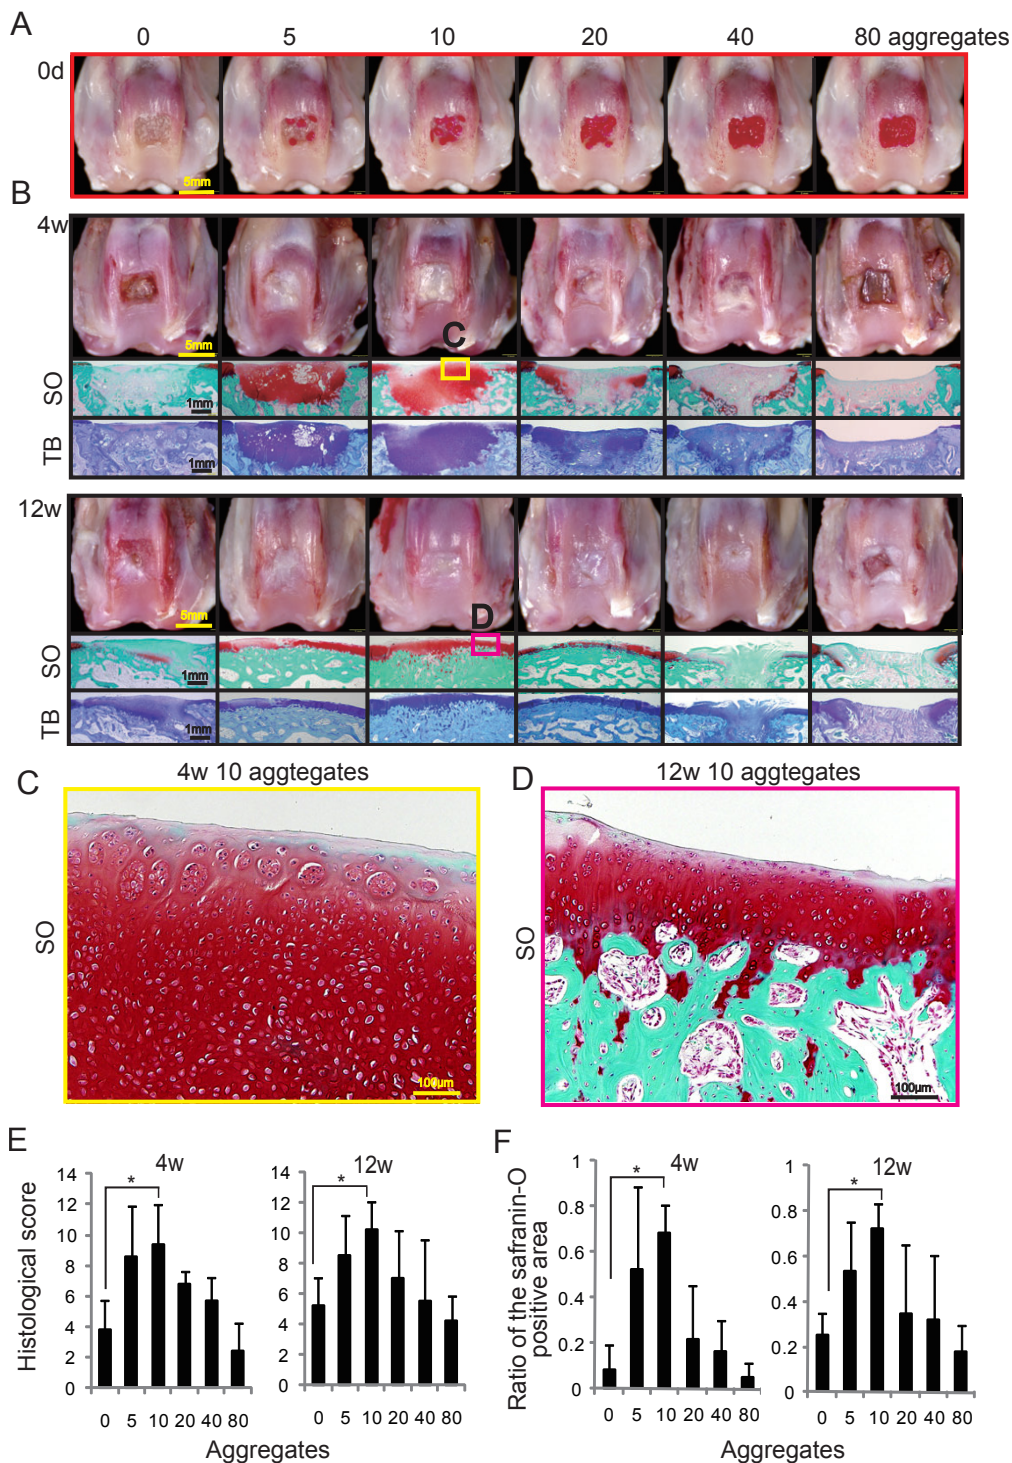 A
0 5 10 20 40 80 aggregates
0d
5mm
B
4w
C
5mm
SO
1mm
TB
1mm
12w
5mm
D
SO
1mm
TB
1mm
C 4w 10 aggtegates
SO
100μm
D 12w 10 aggtegates
SO
100μm
E
4w
*
Histological score
14
12
10
8
6
4
2
0
0 5 10 20 40 80
12w
*
14
12
10
8
6
4
2
0
0 5 10 20 40 80
Aggregates
F
4w
*
Ratio of the safranin-O
positive area
1
0.8
0.6
0.4
0.2
0
0 5 10 20 40 80
12w
*
1
0.8
0.6
0.4
0.2
0
0 5 10 20 40 80
Aggregates